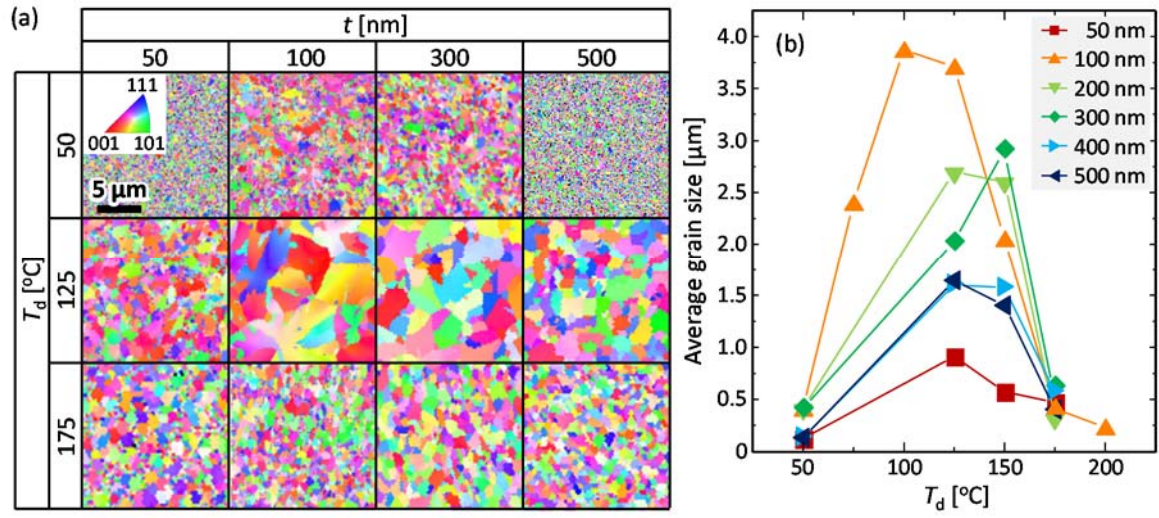 (a)
t [nm]
50 100 300 500
T_d [°C]
50
111
001 101
5 µm
125
175
(b)
50 nm
100 nm
200 nm
300 nm
400 nm
500 nm
Average grain size [µm]
4.0
3.5
3.0
2.5
2.0
1.5
1.0
0.5
0
50 100 150 200
T_d [°C]